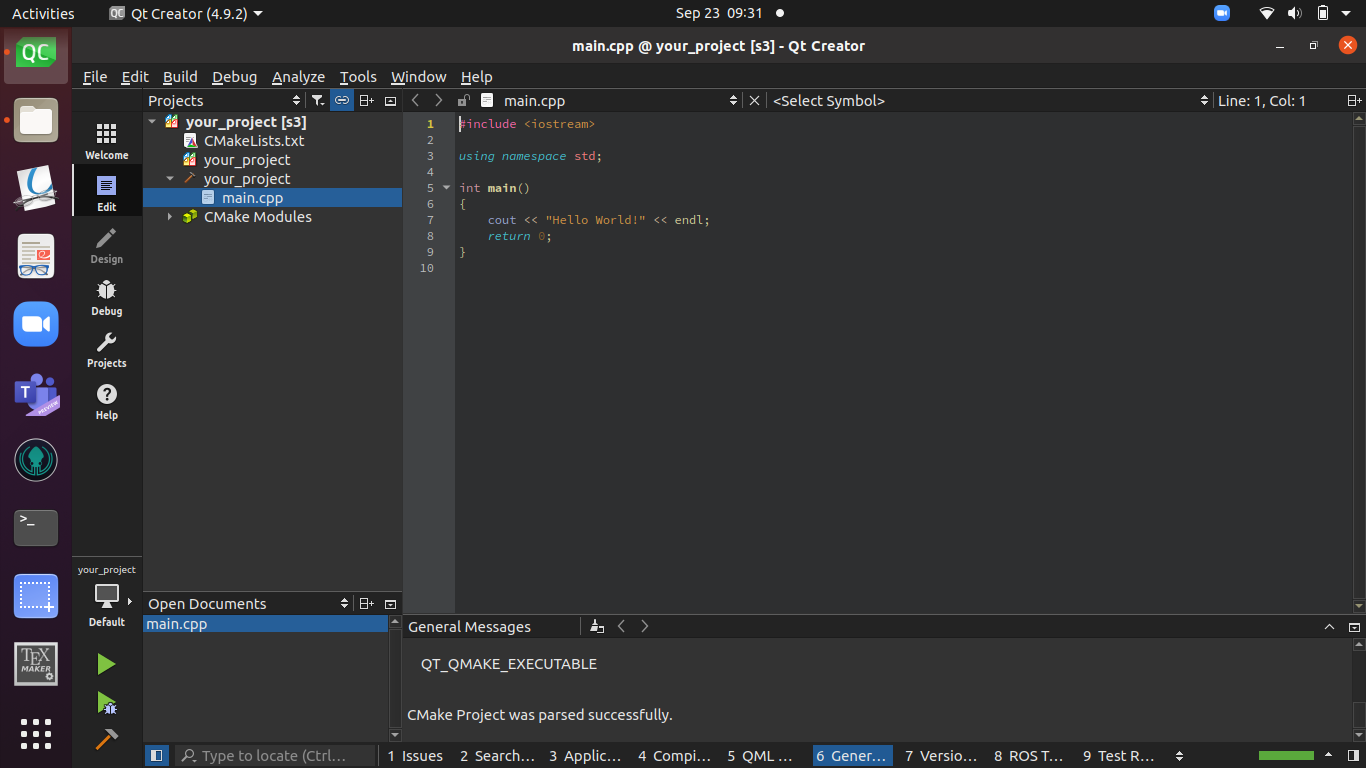 Activities Qt Creator (4.9.2) Sep 23 09:31
main.cpp @ your_project [s3] - Qt Creator
File Edit Build Debug Analyze Tools Window Help
Projects main.cpp <Select Symbol> Line: 1, Col: 1
Welcome
Edit
Design
Debug
Projects
Help
your_project
Default
your_project [s3]
CMakeLists.txt
your_project
your_project
main.cpp
CMake Modules
1 #include <iostream>
2
3 using namespace std;
4
5 int main()
6 {
7 cout << "Hello World!" << endl;
8 return 0;
9 }
10
Open Documents
main.cpp
General Messages
QT_QMAKE_EXECUTABLE
CMake Project was parsed successfully.
Type to locate (Ctrl... 1 Issues 2 Search... 3 Applic... 4 Compi... 5 QML ... 6 Gener... 7 Versio... 8 ROS T... 9 Test R...
QC
QC
Q
T
PREVIEW
>_
TEX
MAKER